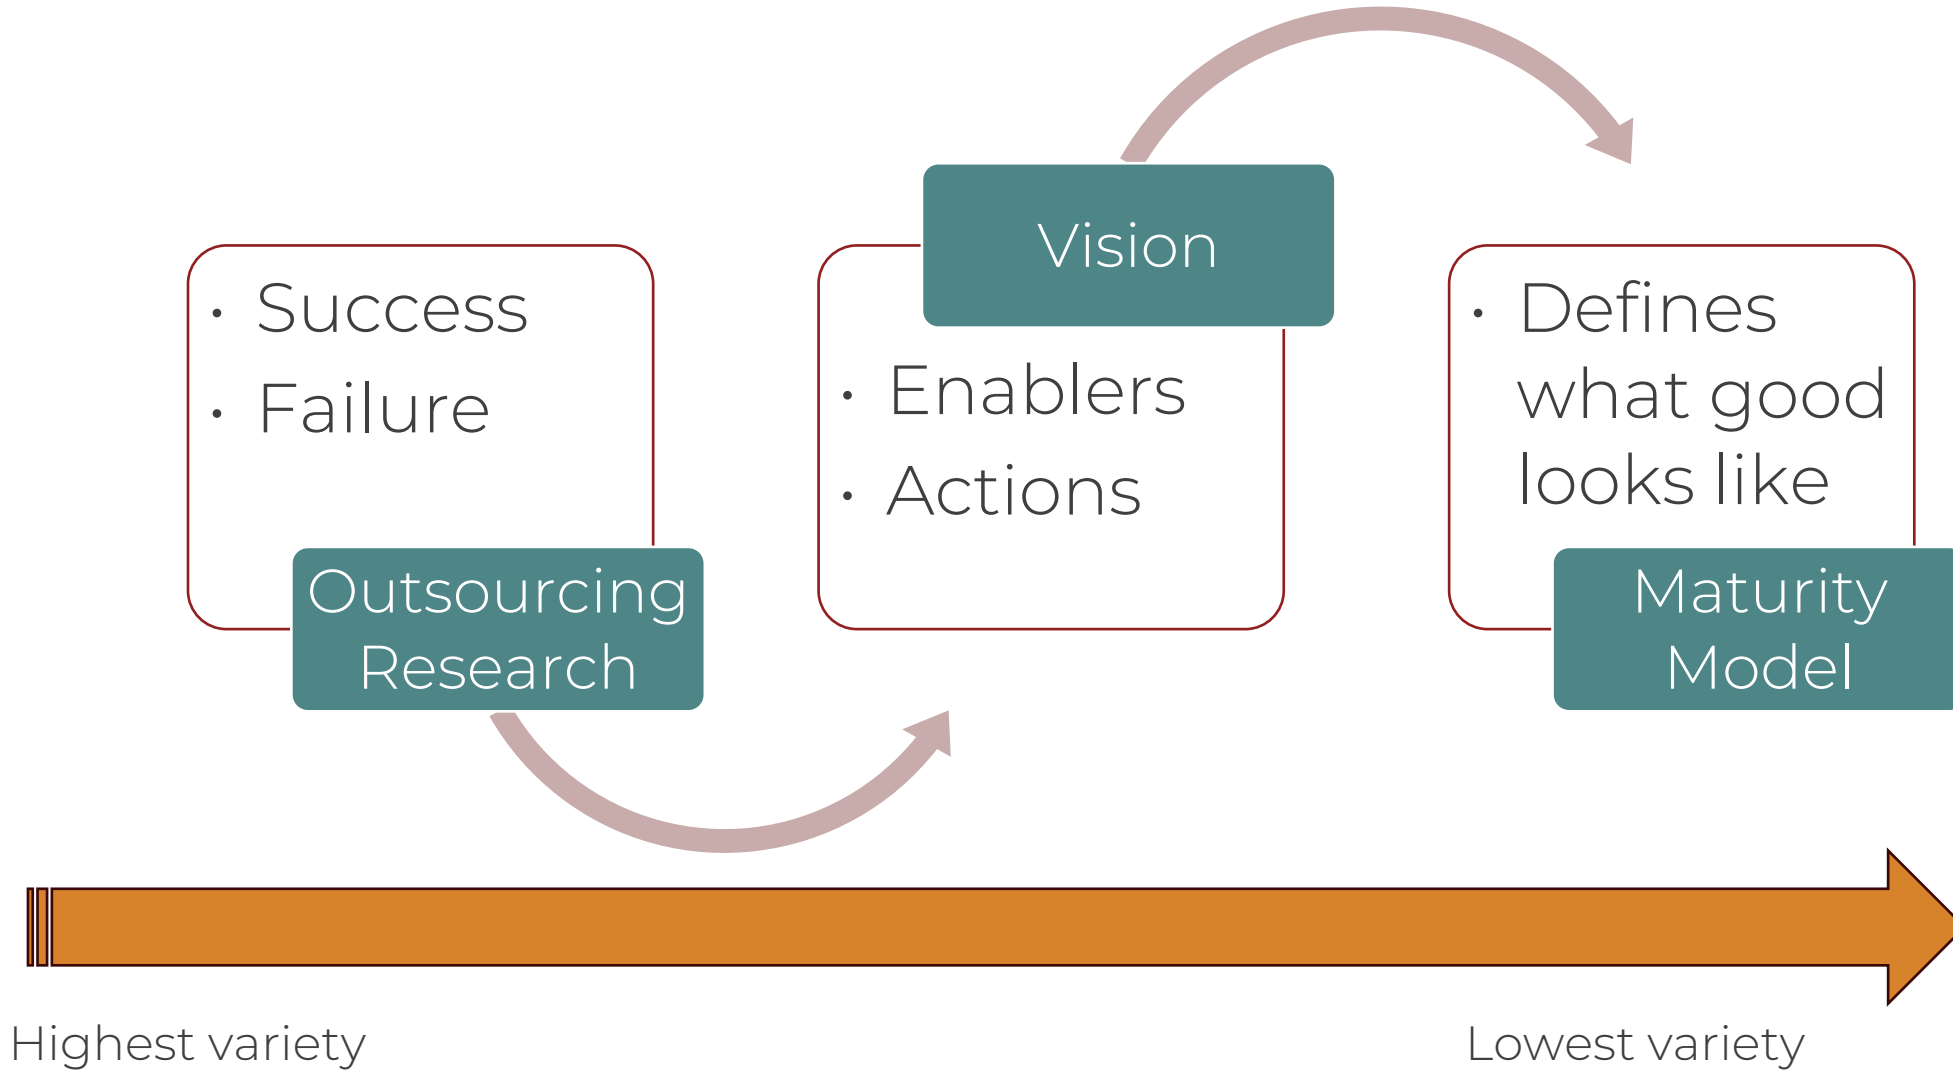 • Success
• Failure
Outsourcing
Research
Vision
• Enablers
• Actions
• Defines
what good
looks like
Maturity
Model
Highest variety
Lowest variety